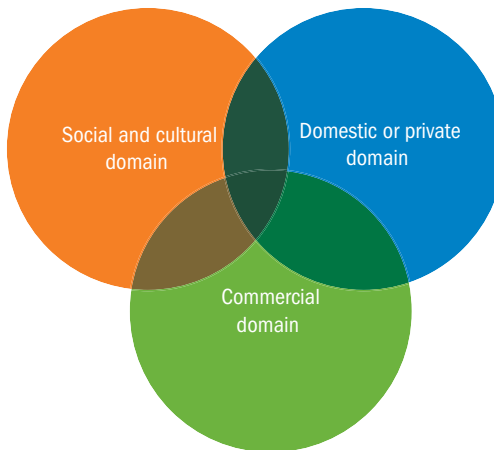 Social and cultural
domain
Domestic or private
domain
Commercial
domain